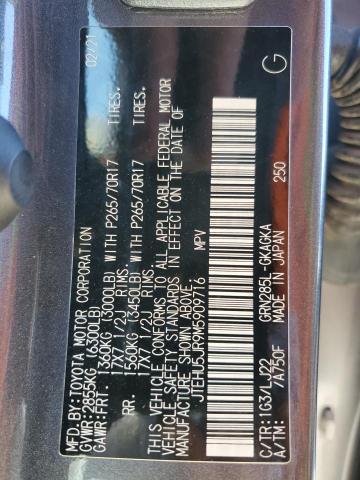 MFD.BY:TOYOTA MOTOR CORPORATION 02/21
GVWR:2855KG (6300LB)
GAWR:FRT. 1360KG (3000LB) WITH P265/70R17 TIRES.
17X7 1/2J RIMS.
RR. 1560KG (3450LB) WITH P265/70R17 TIRES.
17X7 1/2J RIMS.
THIS VEHICLE CONFORMS TO ALL APPLICABLE FEDERAL MOTOR
VEHICLE SAFETY STANDARDS IN EFFECT ON THE DATE OF
MANUFACTURE SHOWN ABOVE.
JTEHU5JR9M5909716 MPV
G
C/TR:1G3/LJ22 GRN285L-GKAGKA
A/TM: -/A750F MADE IN JAPAN 250